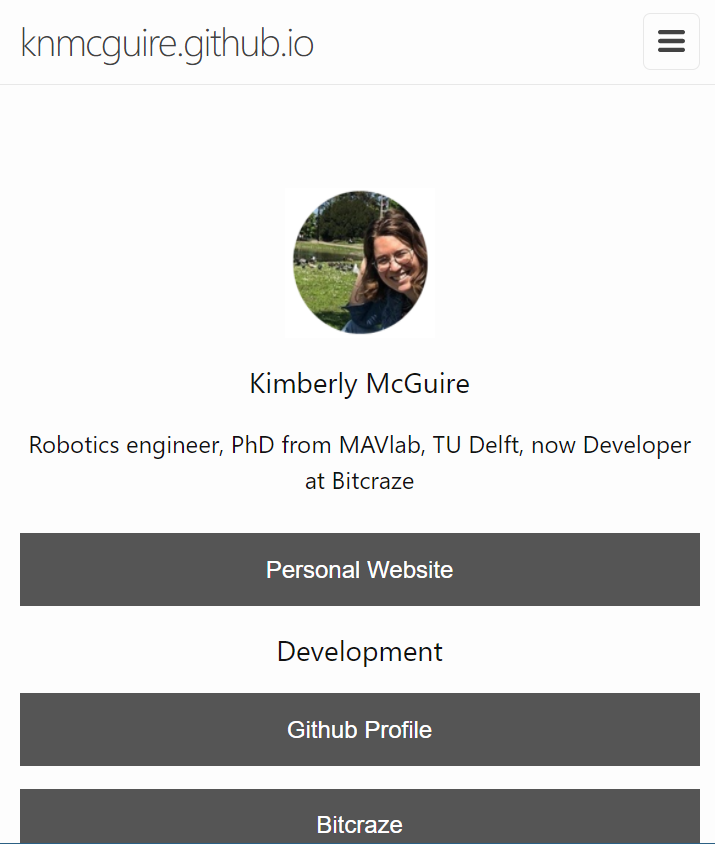 knmcguire.github.io
Kimberly McGuire
Robotics engineer, PhD from MAVlab, TU Delft, now Developer
at Bitcraze
Personal Website
Development
Github Profile
Bitcraze